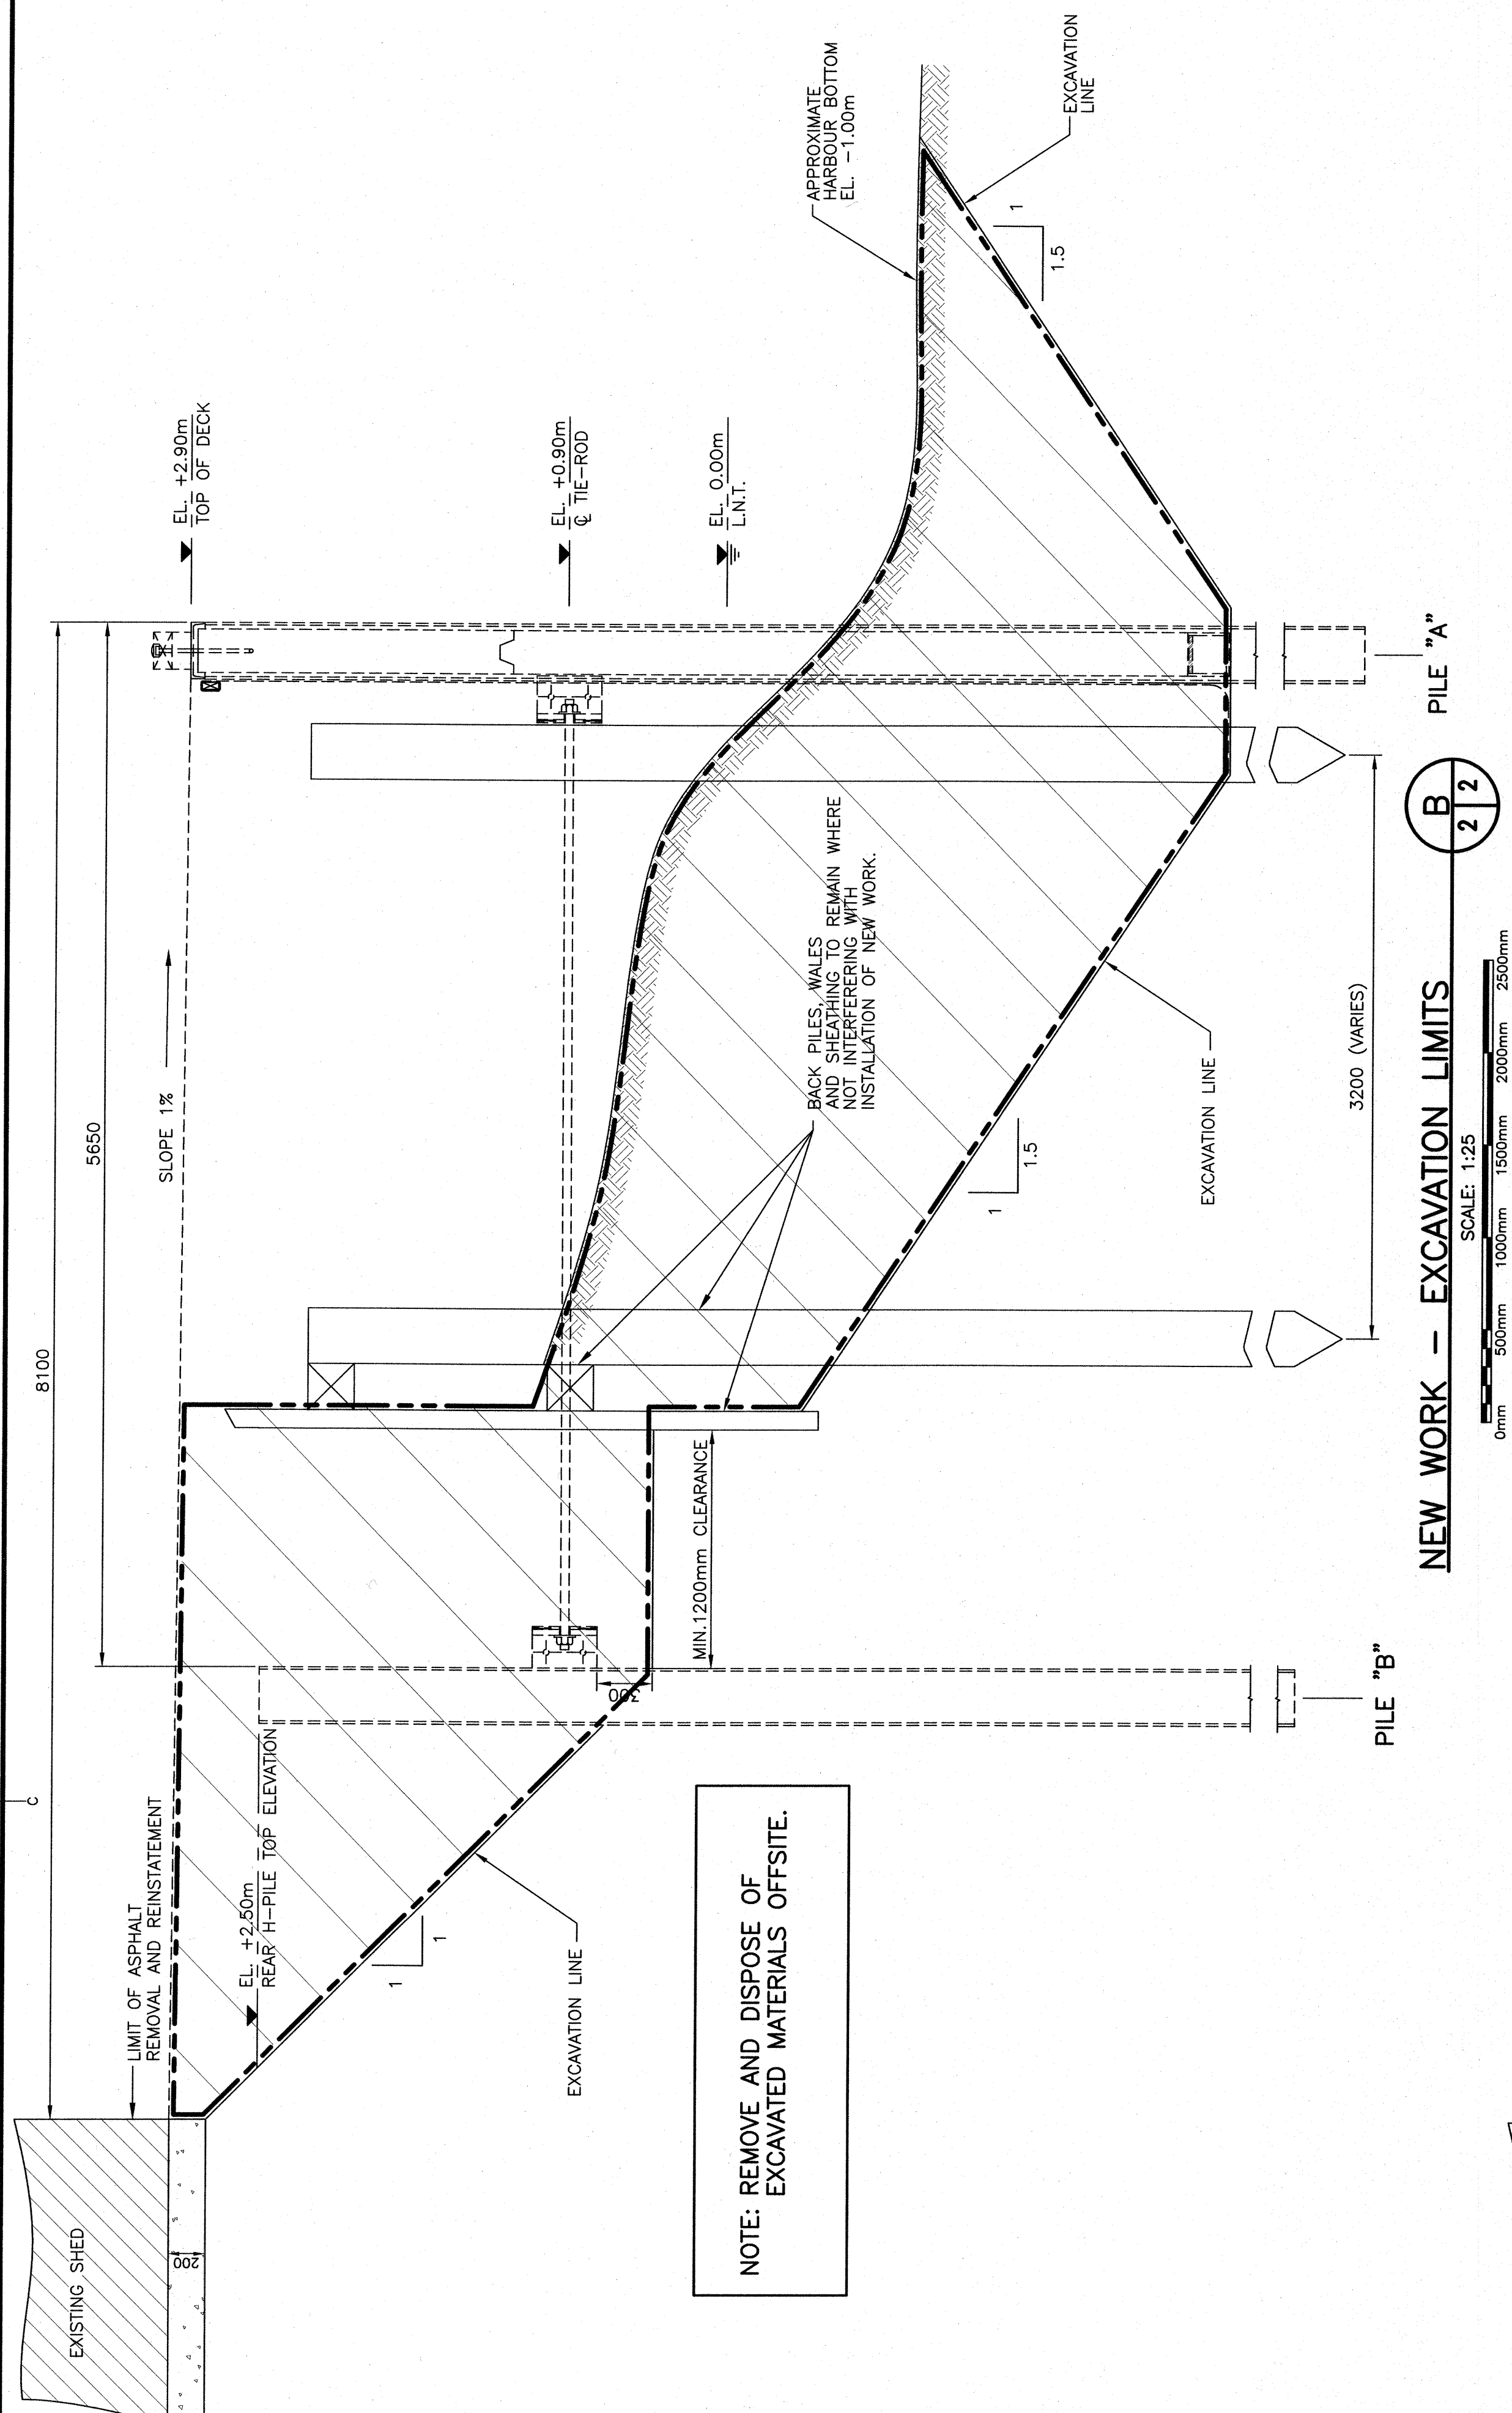 EXISTING SHED
200
C
8100
5650
LIMIT OF ASPHALT
REMOVAL AND REINSTATEMENT
SLOPE 1%
EL. +2.90m
TOP OF DECK
EL. +2.50m
REAR H-PILE TOP ELEVATION
EL. +0.90m
℄ TIE-ROD
EL. 0.00m
L.N.T.
APPROXIMATE
HARBOUR BOTTOM
EL. -1.00m
EXCAVATION
LINE
1
1.5
1
1
EXCAVATION LINE
300
MIN.1200mm CLEARANCE
BACK PILES, WALES
AND SHEATHING TO REMAIN WHERE
NOT INTERFERERING WITH
INSTALLATION OF NEW WORK.
1
1.5
EXCAVATION LINE
NOTE: REMOVE AND DISPOSE OF
EXCAVATED MATERIALS OFFSITE.
3200 (VARIES)
PILE "B"
PILE "A"
NEW WORK - EXCAVATION LIMITS
B
2 2
SCALE: 1:25
0mm 500mm 1000mm 1500mm 2000mm 2500mm